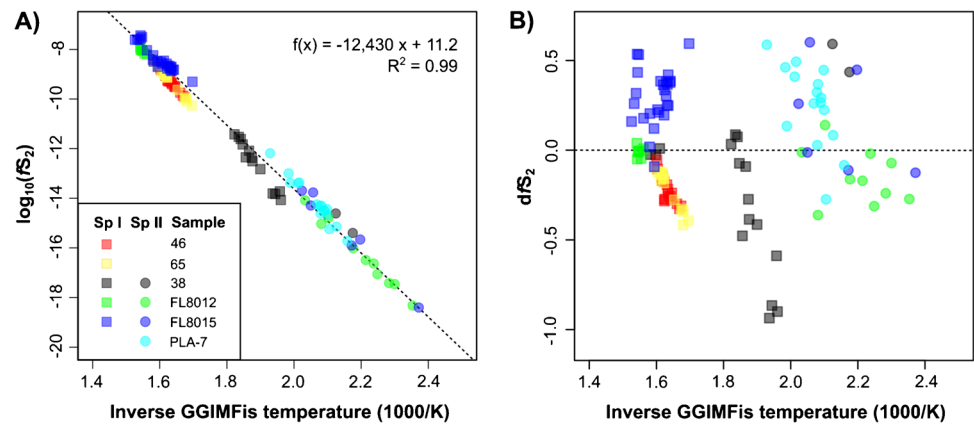 A)
f(x) = -12,430 x + 11.2
R² = 0.99
log₁₀(fS₂)
-8
-10
-12
-14
-16
-18
-20
Sp I Sp II Sample
46
65
38
FL8012
FL8015
PLA-7
1.4 1.6 1.8 2.0 2.2 2.4
Inverse GGIMFis temperature (1000/K)
B)
dfS₂
0.5
0.0
-0.5
-1.0
1.4 1.6 1.8 2.0 2.2 2.4
Inverse GGIMFis temperature (1000/K)